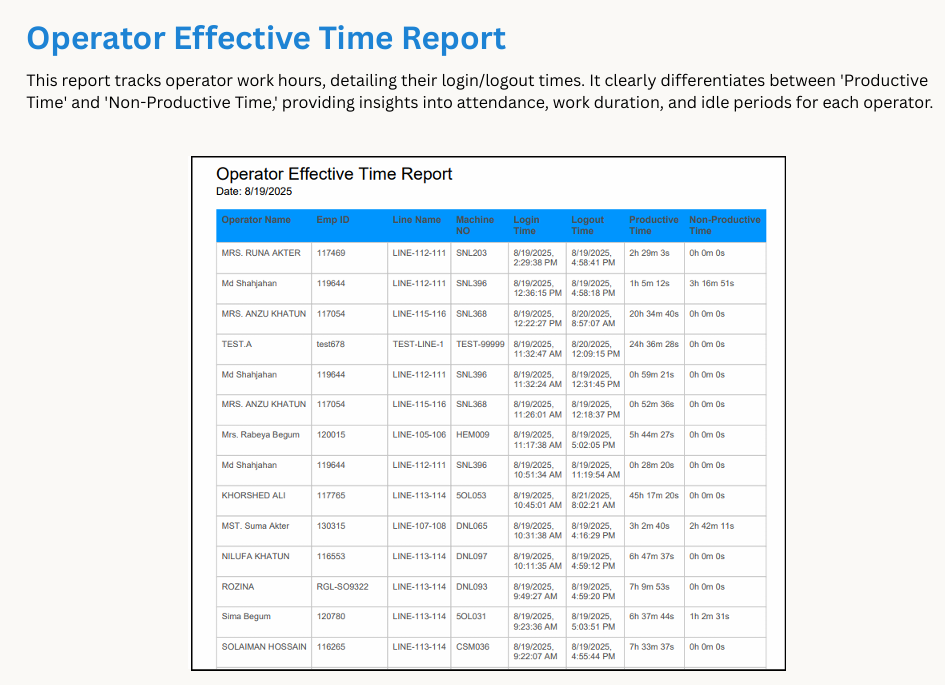 Operator Effective Time Report
This report tracks operator work hours, detailing their login/logout times. It clearly differentiates between 'Productive
Time' and 'Non-Productive Time,' providing insights into attendance, work duration, and idle periods for each operator.
Operator Effective Time Report
Date: 8/19/2025
Operator Name Emp ID Line Name Machine NO Login Time Logout Time Productive Time Non-Productive Time
MRS. RUNA AKTER 117469 LINE-112-111 SNL203 8/19/2025, 2:29:38 PM 8/19/2025, 4:58:41 PM 2h 29m 3s 0h 0m 0s
Md Shahjahan 119644 LINE-112-111 SNL396 8/19/2025, 12:36:15 PM 8/19/2025, 4:58:18 PM 1h 5m 12s 3h 16m 51s
MRS. ANZU KHATUN 117054 LINE-115-116 SNL368 8/19/2025, 12:22:27 PM 8/20/2025, 8:57:07 AM 20h 34m 40s 0h 0m 0s
TEST.A test678 TEST-LINE-1 TEST-99999 8/19/2025, 11:32:47 AM 8/20/2025, 12:09:15 PM 24h 36m 28s 0h 0m 0s
Md Shahjahan 119644 LINE-112-111 SNL396 8/19/2025, 11:32:24 AM 8/19/2025, 12:31:45 PM 0h 59m 21s 0h 0m 0s
MRS. ANZU KHATUN 117054 LINE-115-116 SNL368 8/19/2025, 11:26:01 AM 8/19/2025, 12:18:37 PM 0h 52m 36s 0h 0m 0s
Mrs. Rabeya Begum 120015 LINE-105-106 HEM009 8/19/2025, 11:17:38 AM 8/19/2025, 5:02:05 PM 5h 44m 27s 0h 0m 0s
Md Shahjahan 119644 LINE-112-111 SNL396 8/19/2025, 10:51:34 AM 8/19/2025, 11:19:54 AM 0h 28m 20s 0h 0m 0s
KHORSHED ALI 117765 LINE-113-114 5OL053 8/19/2025, 10:45:01 AM 8/21/2025, 8:02:21 AM 45h 17m 20s 0h 0m 0s
MST. Suma Akter 130315 LINE-107-108 DNL065 8/19/2025, 10:31:38 AM 8/19/2025, 4:16:29 PM 3h 2m 40s 2h 42m 11s
NILUFA KHATUN 116553 LINE-113-114 DNL097 8/19/2025, 10:11:35 AM 8/19/2025, 4:59:12 PM 6h 47m 37s 0h 0m 0s
ROZINA RGL-SO9322 LINE-113-114 DNL093 8/19/2025, 9:49:27 AM 8/19/2025, 4:59:20 PM 7h 9m 53s 0h 0m 0s
Sima Begum 120780 LINE-113-114 5OL031 8/19/2025, 9:23:36 AM 8/19/2025, 5:03:51 PM 6h 37m 44s 1h 2m 31s
SOLAIMAN HOSSAIN 116265 LINE-113-114 CSM036 8/19/2025, 9:22:07 AM 8/19/2025, 4:55:44 PM 7h 33m 37s 0h 0m 0s